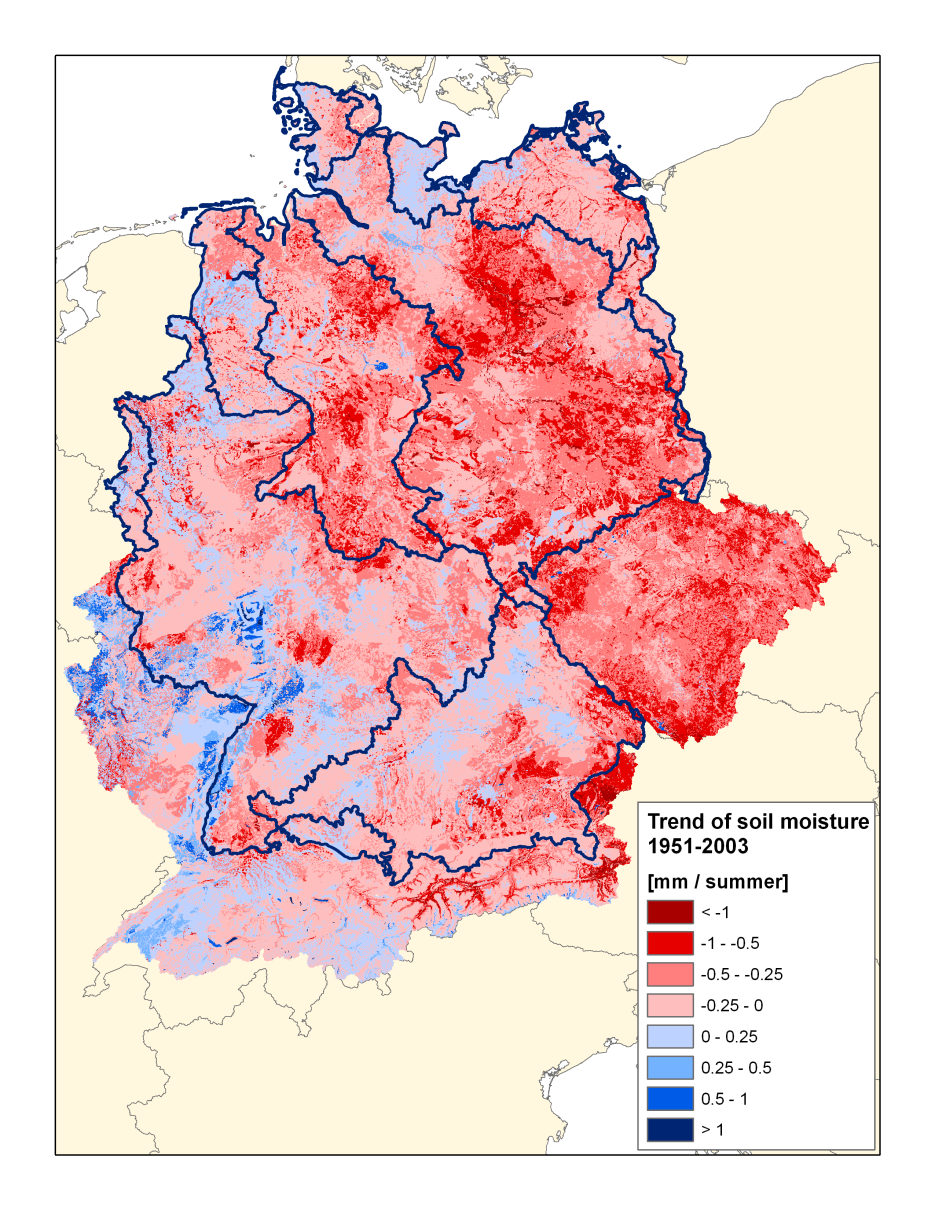 Trend of soil moisture
1951-2003
[mm / summer]
< -1
-1 - -0.5
-0.5 - -0.25
-0.25 - 0
0 - 0.25
0.25 - 0.5
0.5 - 1
> 1